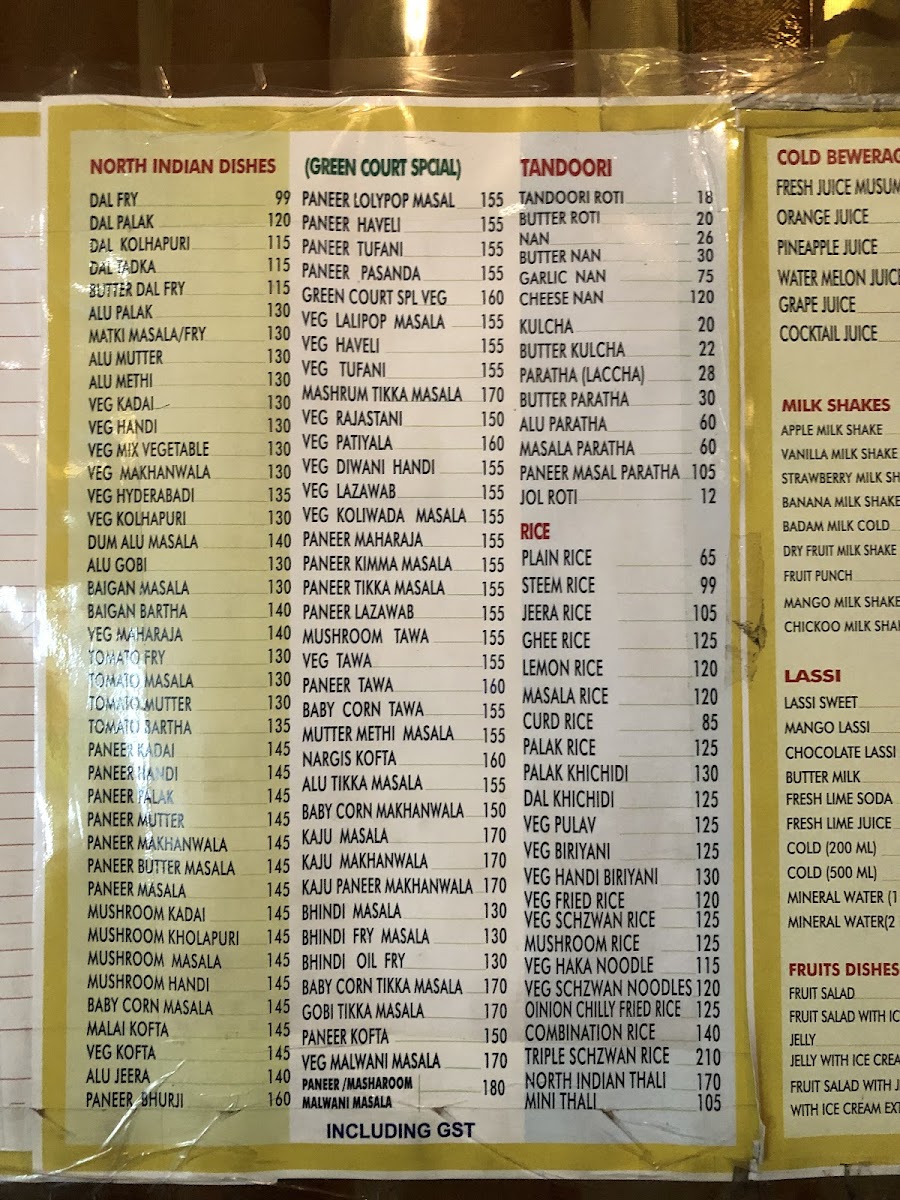 NORTH INDIAN DISHES
DAL FRY 99
DAL PALAK 120
DAL KOLHAPURI 115
DAL TADKA 115
BUTTER DAL FRY 115
ALU PALAK 130
MATKI MASALA/FRY 130
ALU MUTTER 130
ALU METHI 130
VEG KADAI 130
VEG HANDI 130
VEG MIX VEGETABLE 130
VEG MAKHANWALA 130
VEG HYDERABADI 135
VEG KOLHAPURI 130
DUM ALU MASALA 140
ALU GOBI 130
BAIGAN MASALA 130
BAIGAN BARTHA 140
VEG MAHARAJA 140
TOMATO FRY 130
TOMATO MASALA 130
TOMATO MUTTER 130
TOMATO BARTHA 135
PANEER KADAI 145
PANEER HANDI 145
PANEER PALAK 145
PANEER MUTTER 145
PANEER MAKHANWALA 145
PANEER BUTTER MASALA 145
PANEER MASALA 145
MUSHROOM KADAI 145
MUSHROOM KHOLAPURI 145
MUSHROOM MASALA 145
MUSHROOM HANDI 145
BABY CORN MASALA 145
MALAI KOFTA 145
VEG KOFTA 145
ALU JEERA 140
PANEER BHURJI 160
(GREEN COURT SPCIAL)
PANEER LOLYPOP MASAL 155
PANEER HAVELI 155
PANEER TUFANI 155
PANEER PASANDA 155
GREEN COURT SPL VEG 160
VEG LALIPOP MASALA 155
VEG HAVELI 155
VEG TUFANI 155
MASHRUM TIKKA MASALA 170
VEG RAJASTANI 150
VEG PATIYALA 160
VEG DIWANI HANDI 155
VEG LAZAWAB 155
VEG KOLIWADA MASALA 155
PANEER MAHARAJA 155
PANEER KIMMA MASALA 155
PANEER TIKKA MASALA 155
PANEER LAZAWAB 155
MUSHROOM TAWA 155
VEG TAWA 155
PANEER TAWA 160
BABY CORN TAWA 155
MUTTER METHI MASALA 155
NARGIS KOFTA 160
ALU TIKKA MASALA 155
BABY CORN MAKHANWALA 150
KAJU MASALA 170
KAJU MAKHANWALA 170
KAJU PANEER MAKHANWALA 170
BHINDI MASALA 130
BHINDI FRY MASALA 130
BHINDI OIL FRY 130
BABY CORN TIKKA MASALA 170
GOBI TIKKA MASALA 170
PANEER KOFTA 150
VEG MALWANI MASALA 170
PANEER /MASHAROOM 180
MALWANI MASALA
INCLUDING GST
TANDOORI
TANDOORI ROTI 18
BUTTER ROTI 20
NAN 26
BUTTER NAN 30
GARLIC NAN 75
CHEESE NAN 120
KULCHA 20
BUTTER KULCHA 22
PARATHA (LACCHA) 28
BUTTER PARATHA 30
ALU PARATHA 60
MASALA PARATHA 60
PANEER MASAL PARATHA 105
JOL ROTI 12
RICE
PLAIN RICE 65
STEEM RICE 99
JEERA RICE 105
GHEE RICE 125
LEMON RICE 120
MASALA RICE 120
CURD RICE 85
PALAK RICE 125
PALAK KHICHIDI 130
DAL KHICHIDI 125
VEG PULAV 125
VEG BIRIYANI 125
VEG HANDI BIRIYANI 130
VEG FRIED RICE 120
VEG SCHZWAN RICE 125
MUSHROOM RICE 125
VEG HAKA NOODLE 115
VEG SCHZWAN NOODLES 120
OINION CHILLY FRIED RICE 125
COMBINATION RICE 140
TRIPLE SCHZWAN RICE 210
NORTH INDIAN THALI 170
MINI THALI 105
COLD BEWERAG
FRESH JUICE MUSUM
ORANGE JUICE
PINEAPPLE JUICE
WATER MELON JUICE
GRAPE JUICE
COCKTAIL JUICE
MILK SHAKES
APPLE MILK SHAKE
VANILLA MILK SHAKE
STRAWBERRY MILK SH
BANANA MILK SHAKE
BADAM MILK COLD
DRY FRUIT MILK SHAKE
FRUIT PUNCH
MANGO MILK SHAKE
CHICKOO MILK SHA
LASSI
LASSI SWEET
MANGO LASSI
CHOCOLATE LASSI
BUTTER MILK
FRESH LIME SODA
FRESH LIME JUICE
COLD (200 ML)
COLD (500 ML)
MINERAL WATER (1
MINERAL WATER(2
FRUITS DISHES
FRUIT SALAD
FRUIT SALAD WITH IC
JELLY
JELLY WITH ICE CREA
FRUIT SALAD WITH J
WITH ICE CREAM EXT